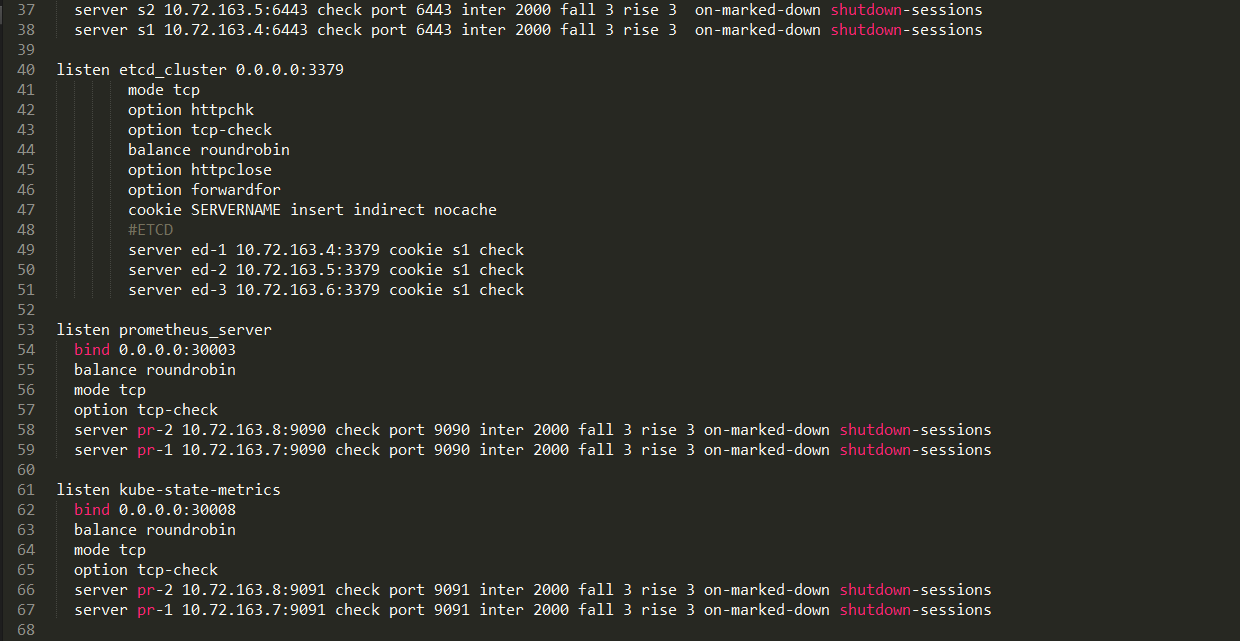 37 server s2 10.72.163.5:6443 check port 6443 inter 2000 fall 3 rise 3  on-marked-down shutdown-sessions
38 server s1 10.72.163.4:6443 check port 6443 inter 2000 fall 3 rise 3  on-marked-down shutdown-sessions
39
40 listen etcd_cluster 0.0.0.0:3379
41 mode tcp
42 option httpchk
43 option tcp-check
44 balance roundrobin
45 option httpclose
46 option forwardfor
47 cookie SERVERNAME insert indirect nocache
48 #ETCD
49 server ed-1 10.72.163.4:3379 cookie s1 check
50 server ed-2 10.72.163.5:3379 cookie s1 check
51 server ed-3 10.72.163.6:3379 cookie s1 check
52
53 listen prometheus_server
54 bind 0.0.0.0:30003
55 balance roundrobin
56 mode tcp
57 option tcp-check
58 server pr-2 10.72.163.8:9090 check port 9090 inter 2000 fall 3 rise 3 on-marked-down shutdown-sessions
59 server pr-1 10.72.163.7:9090 check port 9090 inter 2000 fall 3 rise 3 on-marked-down shutdown-sessions
60
61 listen kube-state-metrics
62 bind 0.0.0.0:30008
63 balance roundrobin
64 mode tcp
65 option tcp-check
66 server pr-2 10.72.163.8:9091 check port 9091 inter 2000 fall 3 rise 3 on-marked-down shutdown-sessions
67 server pr-1 10.72.163.7:9091 check port 9091 inter 2000 fall 3 rise 3 on-marked-down shutdown-sessions
68